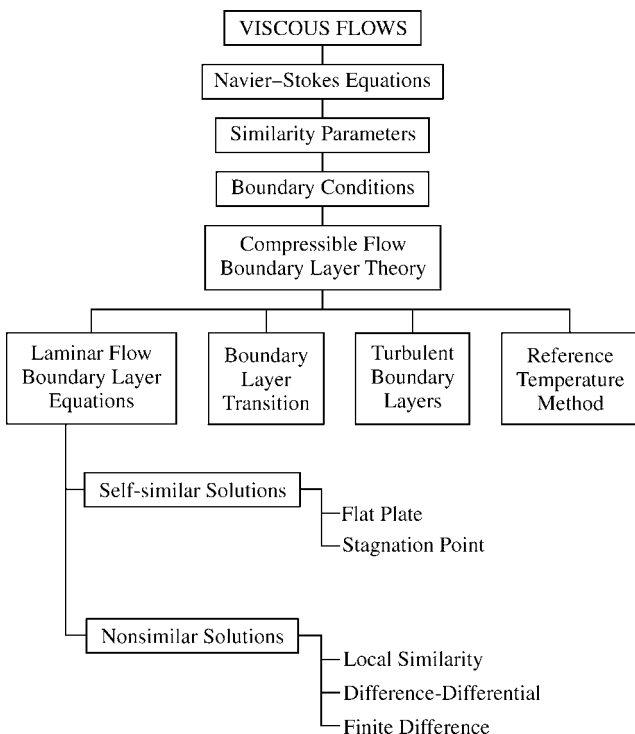 VISCOUS FLOWS
Navier–Stokes Equations
Similarity Parameters
Boundary Conditions
Compressible Flow
Boundary Layer Theory
Laminar Flow
Boundary Layer
Equations
Boundary
Layer
Transition
Turbulent
Boundary
Layers
Reference
Temperature
Method
Self-similar Solutions
Flat Plate
Stagnation Point
Nonsimilar Solutions
Local Similarity
Difference-Differential
Finite Difference